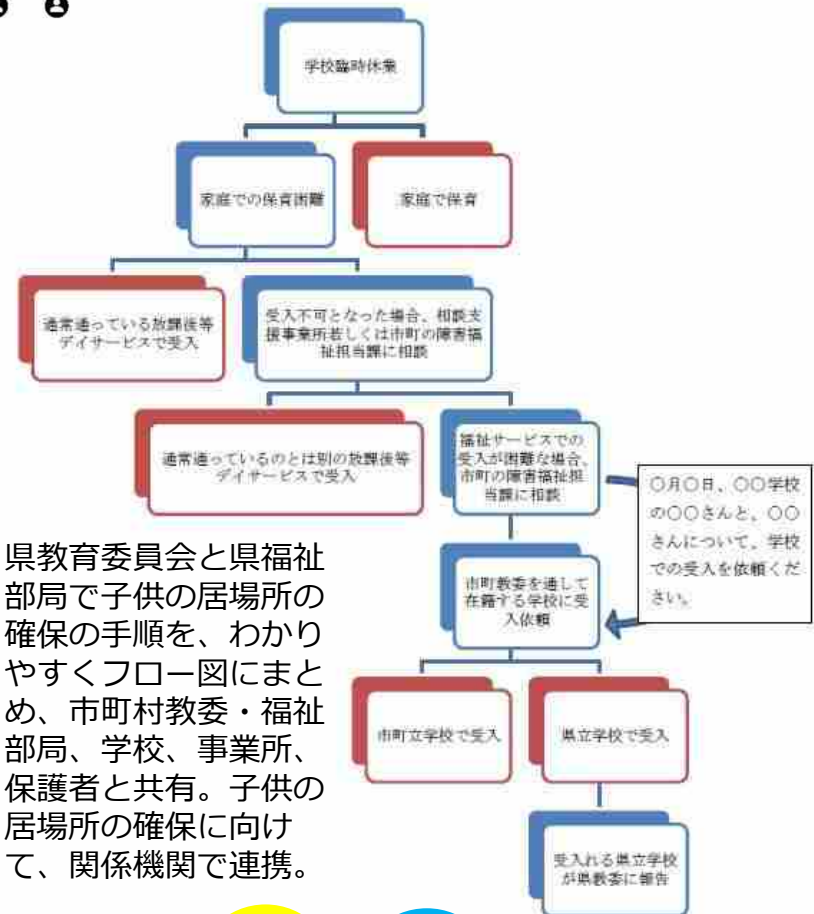 学校臨時休業
家庭での保育困難
家庭で保育
通常通っている放課後等
デイサービスで受入
受入不可となった場合、相談支
援事業所若しくは市町の障害福
祉担当課に相談
通常通っているのとは別の放課後等
デイサービスで受入
福祉サービスでの
受入が困難な場合、
市町の障害福祉担
当課に相談
〇月〇日、〇〇学校
の〇〇さんと、〇〇
さんについて、学校
での受入を依頼くだ
さい。
市町教委を通して
在籍する学校に受
入依頼
市町立学校で受入
県立学校で受入
受入れる県立学校
が県教委に報告
県教育委員会と県福祉
部局で子供の居場所の
確保の手順を、わかり
やすくフロー図にまと
め、市町村教委・福祉
部局、学校、事業所、
保護者と共有。子供の
居場所の確保に向け
て、関係機関で連携。